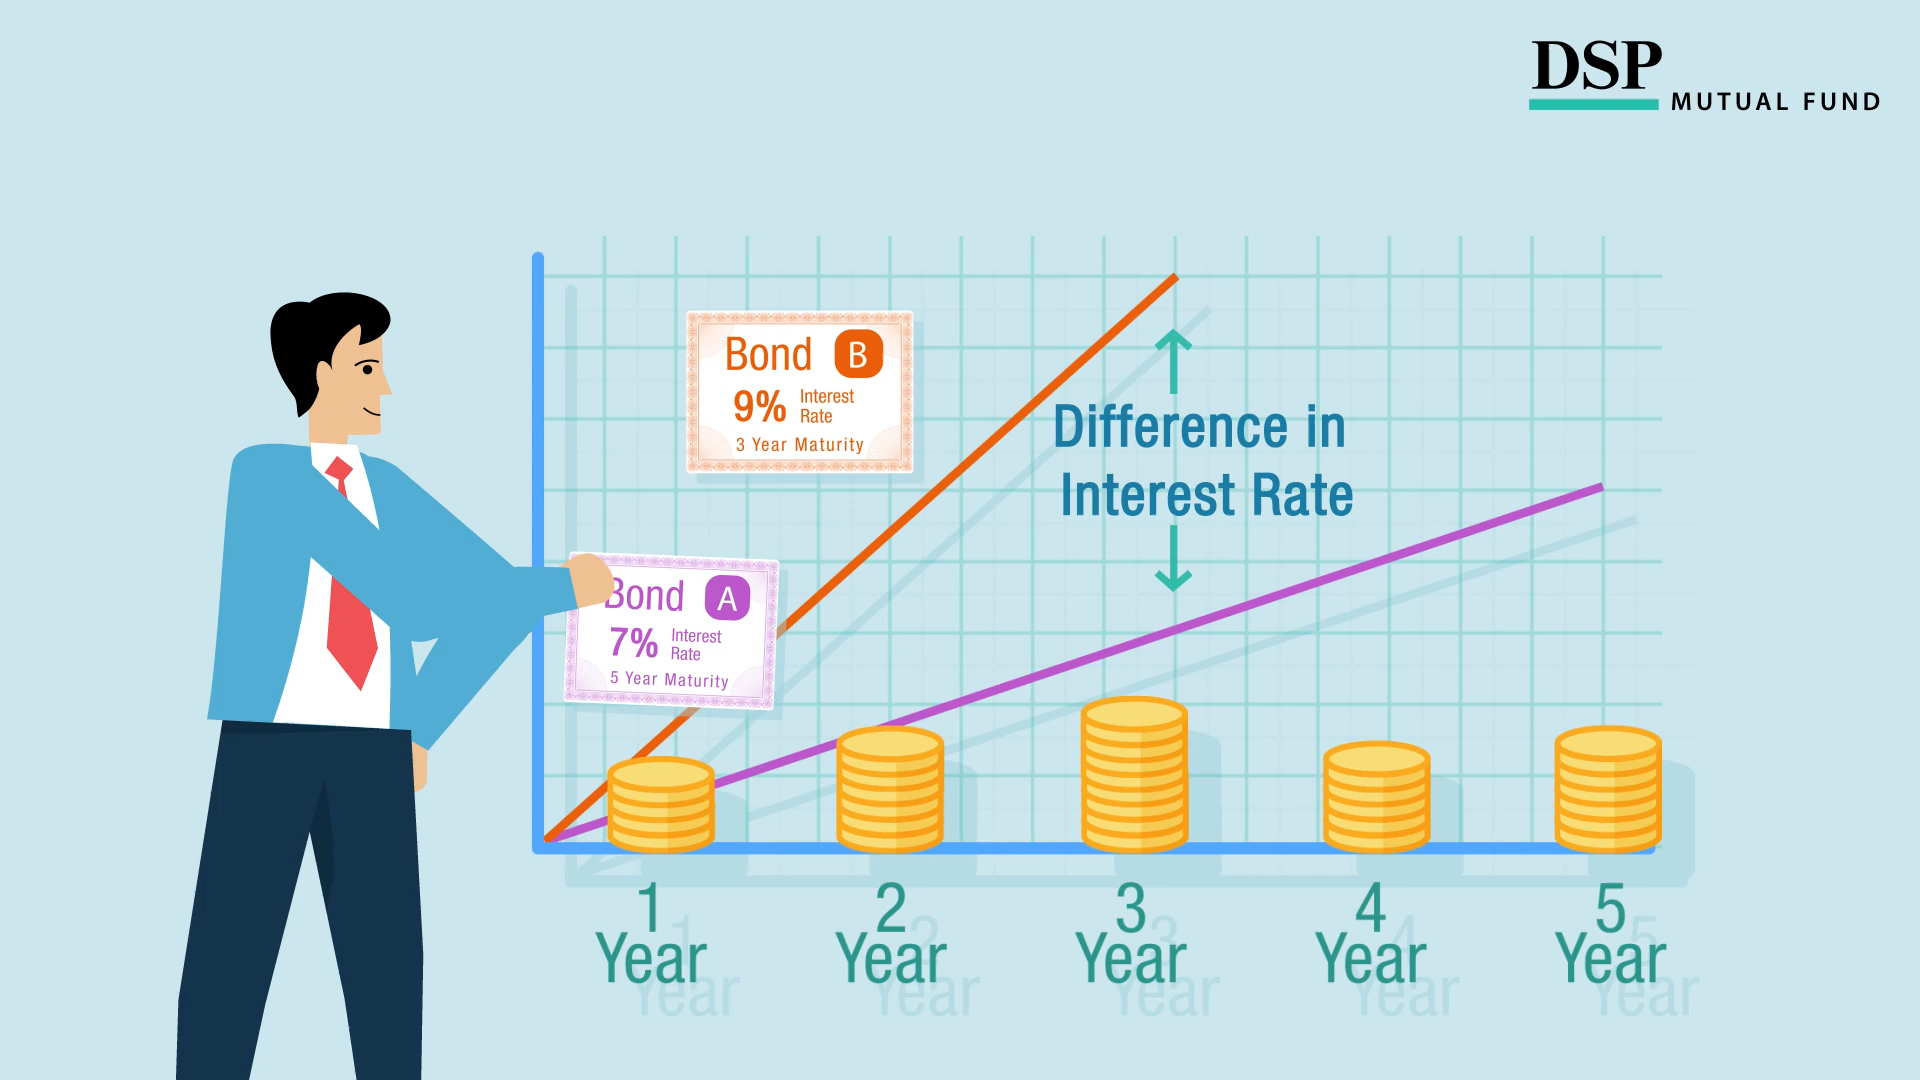 DSP
MUTUAL FUND
Bond B
9% Interest
Rate
3 Year Maturity
Difference in
Interest Rate
Bond A
7% Interest
Rate
5 Year Maturity
1
Year
2
Year
3
Year
4
Year
5
Year